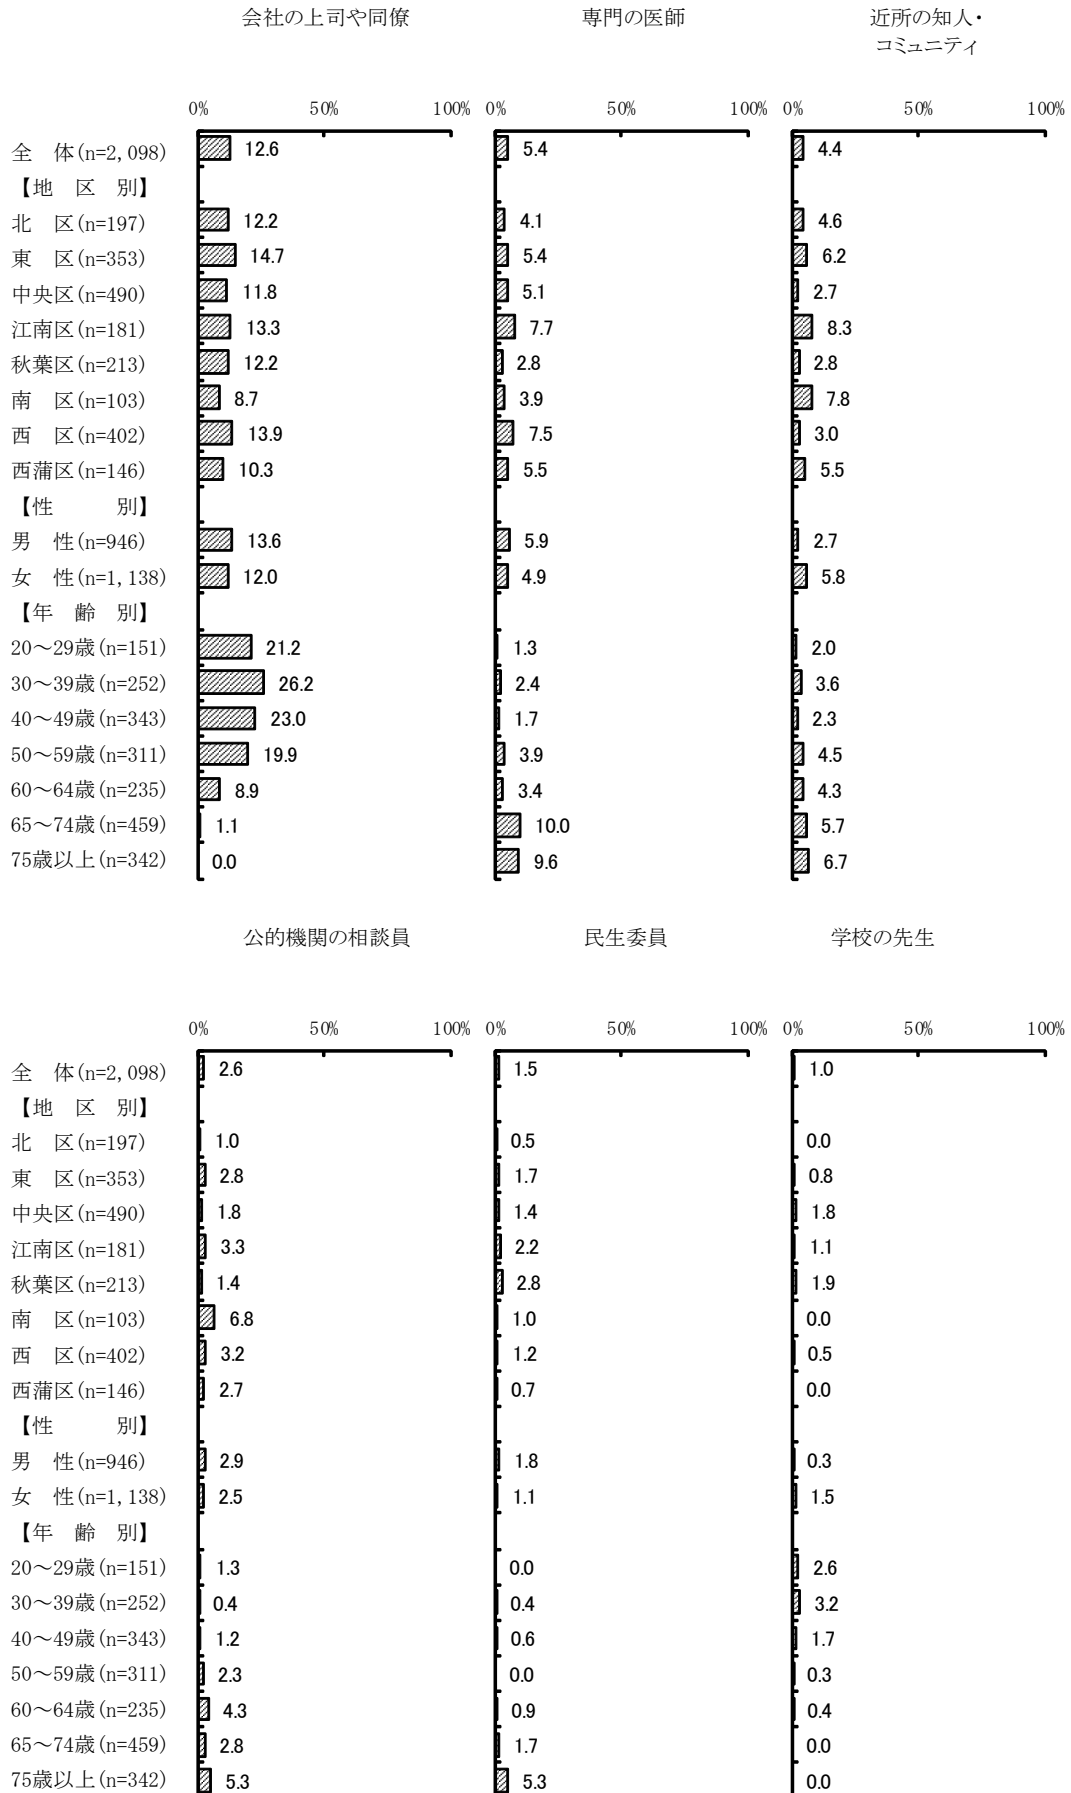 会社の上司や同僚 専門の医師 近所の知人・
コミュニティ
0% 50% 100% 0% 50% 100% 0% 50% 100%
全　体(n=2,098) 12.6 5.4 4.4
【地　区　別】
北　区(n=197) 12.2 4.1 4.6
東　区(n=353) 14.7 5.4 6.2
中央区(n=490) 11.8 5.1 2.7
江南区(n=181) 13.3 7.7 8.3
秋葉区(n=213) 12.2 2.8 2.8
南　区(n=103) 8.7 3.9 7.8
西　区(n=402) 13.9 7.5 3.0
西蒲区(n=146) 10.3 5.5 5.5
【性　　　別】
男　性(n=946) 13.6 5.9 2.7
女　性(n=1,138) 12.0 4.9 5.8
【年　齢　別】
20～29歳(n=151) 21.2 1.3 2.0
30～39歳(n=252) 26.2 2.4 3.6
40～49歳(n=343) 23.0 1.7 2.3
50～59歳(n=311) 19.9 3.9 4.5
60～64歳(n=235) 8.9 3.4 4.3
65～74歳(n=459) 1.1 10.0 5.7
75歳以上(n=342) 0.0 9.6 6.7
公的機関の相談員 民生委員 学校の先生
0% 50% 100% 0% 50% 100% 0% 50% 100%
全　体(n=2,098) 2.6 1.5 1.0
【地　区　別】
北　区(n=197) 1.0 0.5 0.0
東　区(n=353) 2.8 1.7 0.8
中央区(n=490) 1.8 1.4 1.8
江南区(n=181) 3.3 2.2 1.1
秋葉区(n=213) 1.4 2.8 1.9
南　区(n=103) 6.8 1.0 0.0
西　区(n=402) 3.2 1.2 0.5
西蒲区(n=146) 2.7 0.7 0.0
【性　　　別】
男　性(n=946) 2.9 1.8 0.3
女　性(n=1,138) 2.5 1.1 1.5
【年　齢　別】
20～29歳(n=151) 1.3 0.0 2.6
30～39歳(n=252) 0.4 0.4 3.2
40～49歳(n=343) 1.2 0.6 1.7
50～59歳(n=311) 2.3 0.0 0.3
60～64歳(n=235) 4.3 0.9 0.4
65～74歳(n=459) 2.8 1.7 0.0
75歳以上(n=342) 5.3 5.3 0.0